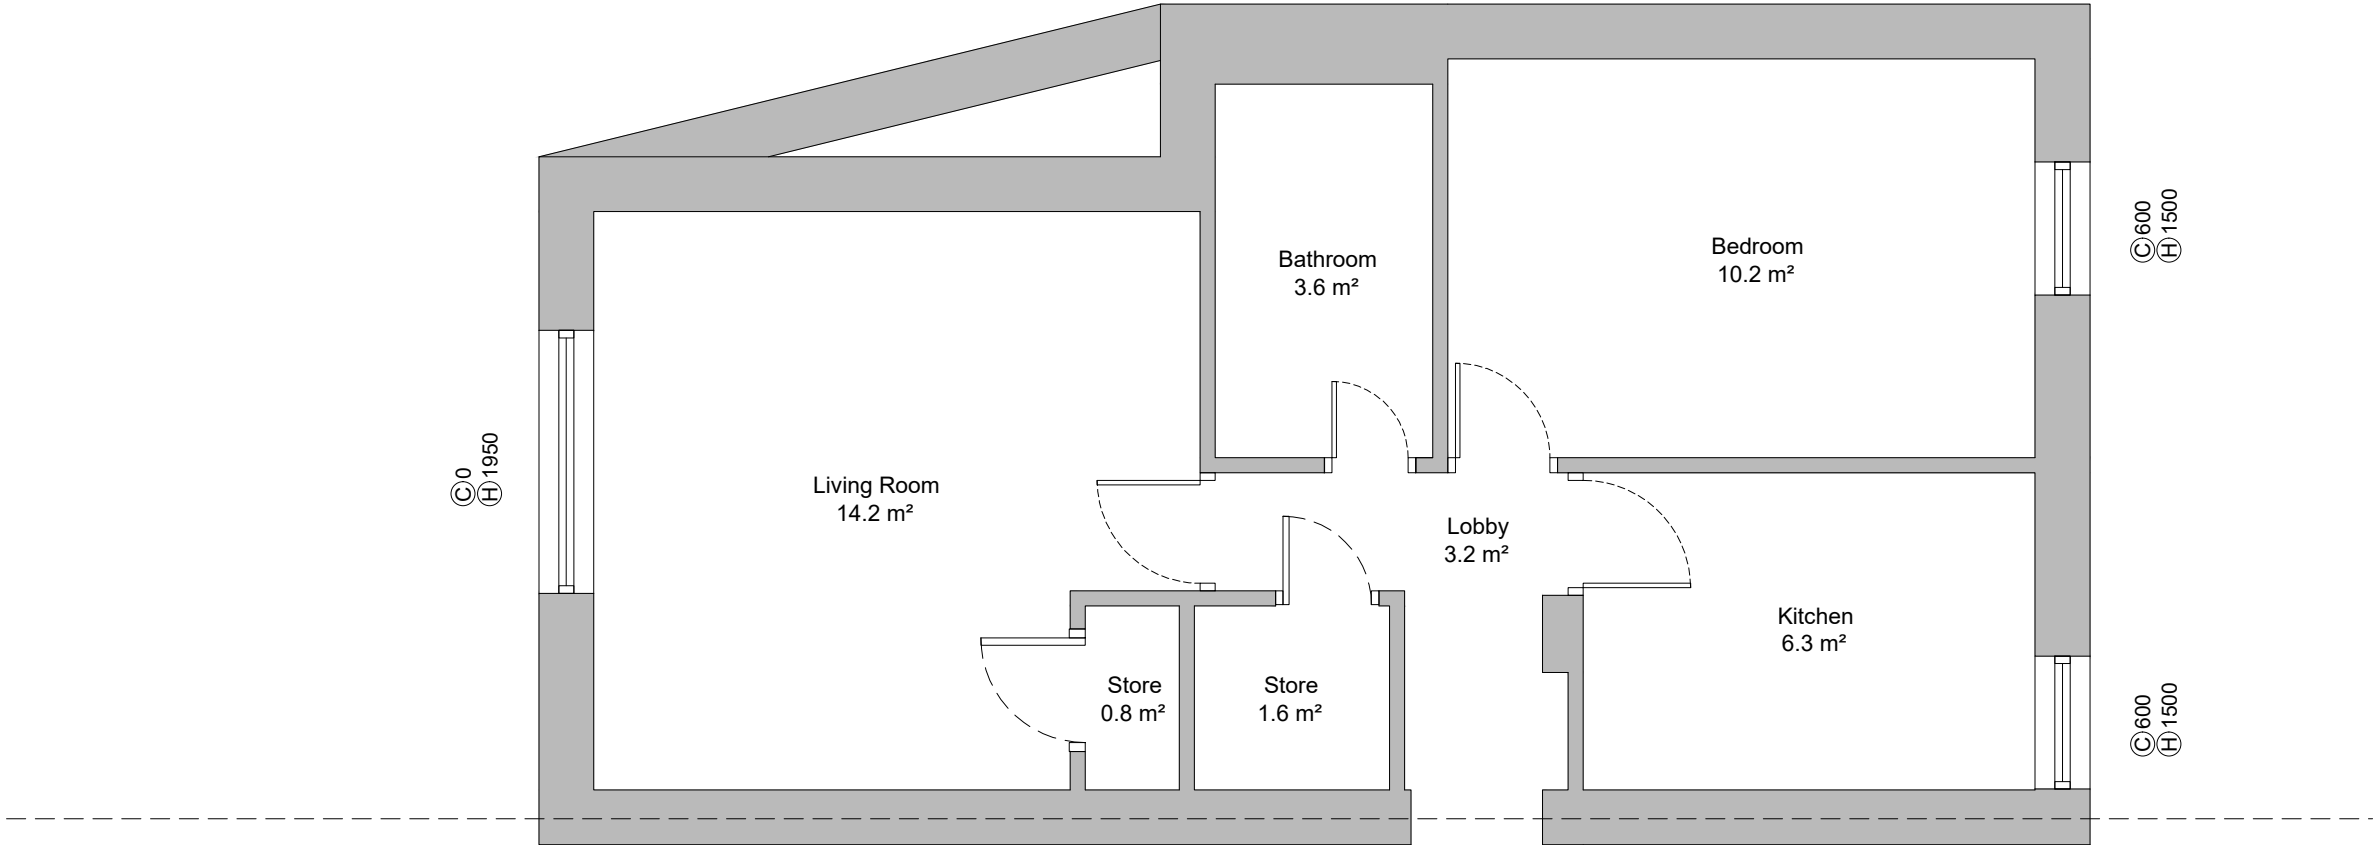 Bathroom
3.6 m²
Bedroom
10.2 m²
Ⓒ600
Ⓗ1500
Living Room
14.2 m²
Ⓒ0
Ⓗ1950
Lobby
3.2 m²
Kitchen
6.3 m²
Store
0.8 m²
Store
1.6 m²
Ⓒ600
Ⓗ1500